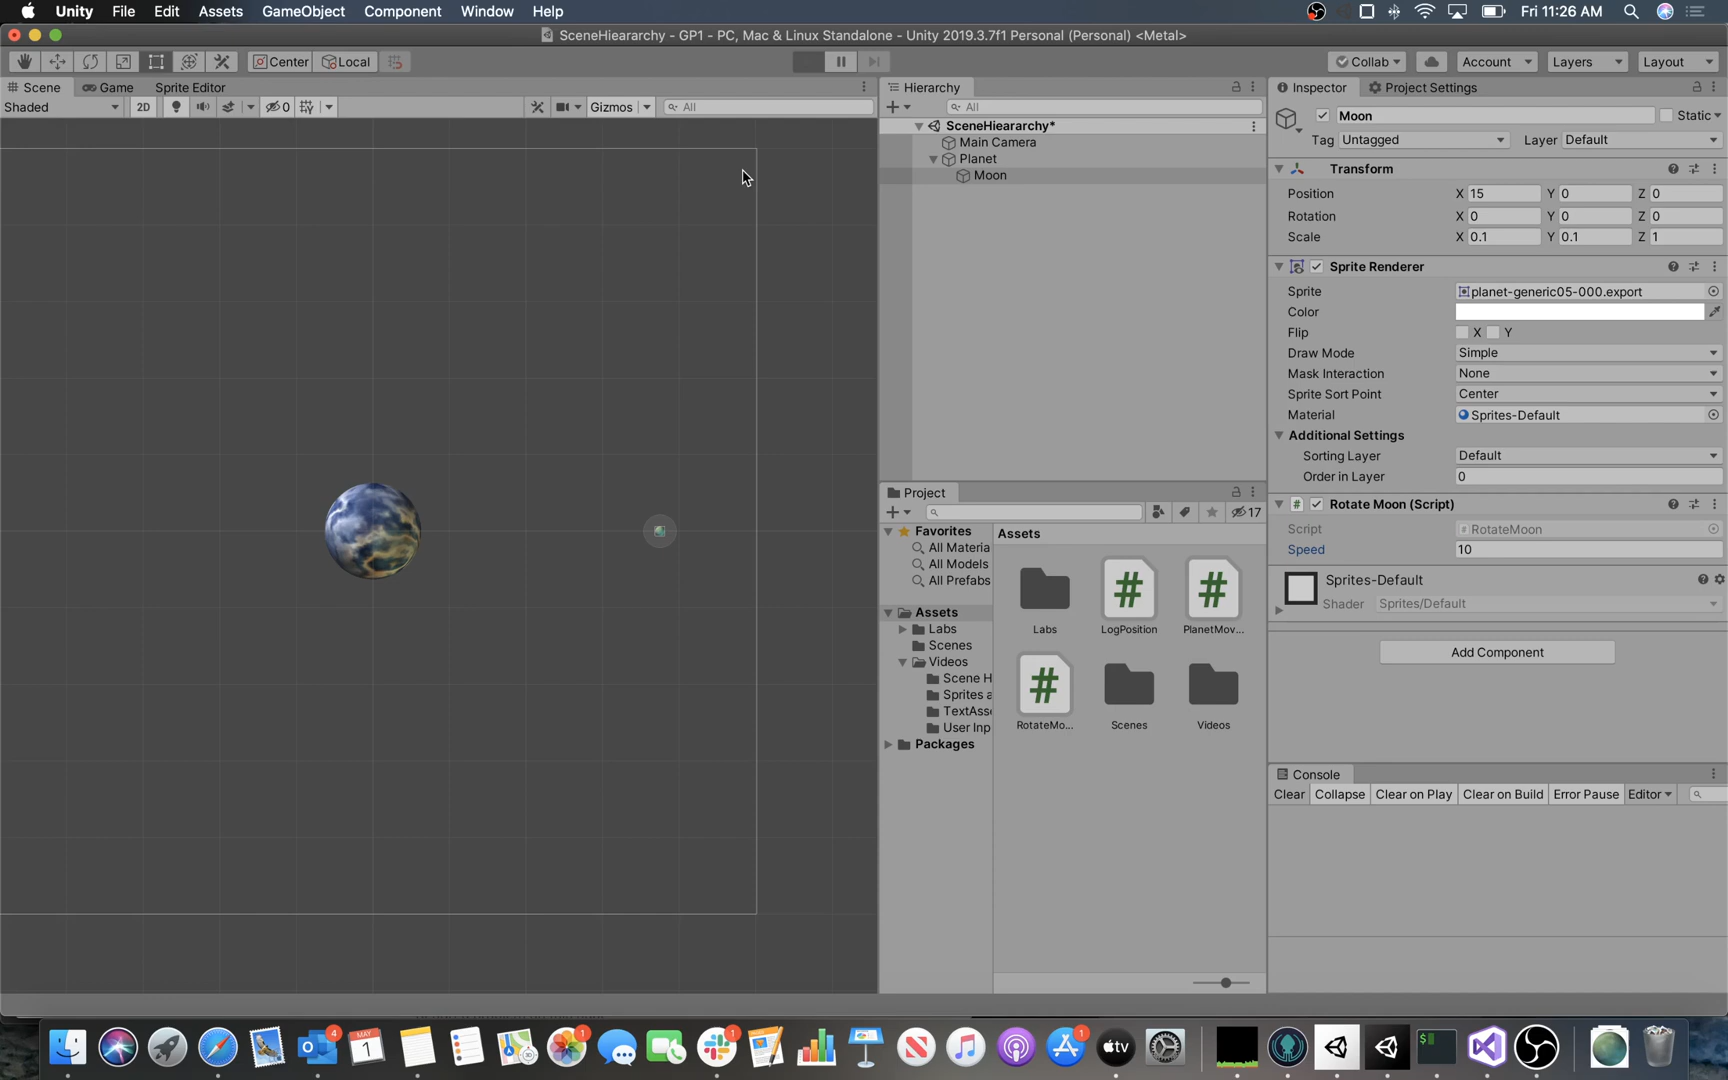 Unity File Edit Assets GameObject Component Window Help Fri 11:26 AM
SceneHieararchy - GP1 - PC, Mac & Linux Standalone - Unity 2019.3.7f1 Personal (Personal) <Metal>
Center Local Collab Account Layers Layout
Scene Game Sprite Editor
Shaded 2D 0 Gizmos All
Hierarchy
All
SceneHieararchy*
Main Camera
Planet
Moon
Inspector Project Settings
Moon Static
Tag Untagged Layer Default
Transform
Position X 15 Y 0 Z 0
Rotation X 0 Y 0 Z 0
Scale X 0.1 Y 0.1 Z 1
Sprite Renderer
Sprite planet-generic05-000.export
Color
Flip X Y
Draw Mode Simple
Mask Interaction None
Sprite Sort Point Center
Material Sprites-Default
Additional Settings
Sorting Layer Default
Order in Layer 0
# Rotate Moon (Script)
Script RotateMoon
Speed 10
Sprites-Default
Shader Sprites/Default
Add Component
Project
17
Favorites
All Materia
All Models
All Prefabs
Assets
Labs
Scenes
Videos
Scene H
Sprites a
TextAss
User Inp
Packages
Assets
# #
Labs LogPosition PlanetMov...
#
RotateMo... Scenes Videos
Console
Clear Collapse Clear on Play Clear on Build Error Pause Editor
4 MAY 1 1 1 1 tv $